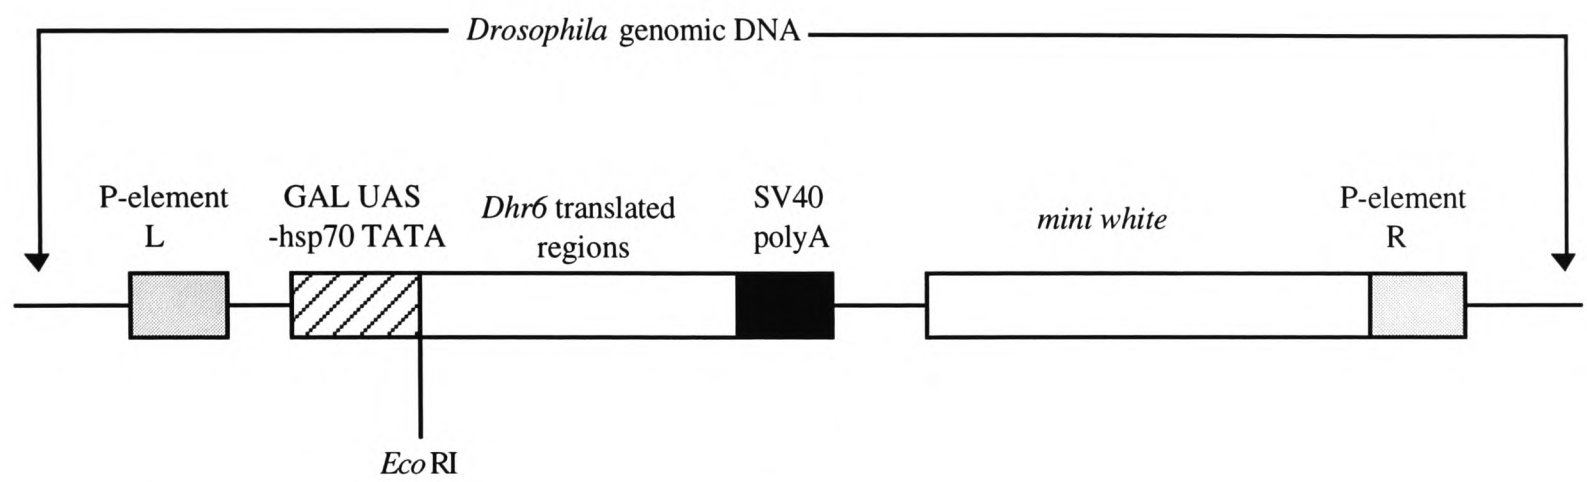 Drosophila genomic DNA
P-element
L
GAL UAS
-hsp70 TATA
Dhr6 translated
regions
SV40
polyA
mini white
P-element
R
EcoRI